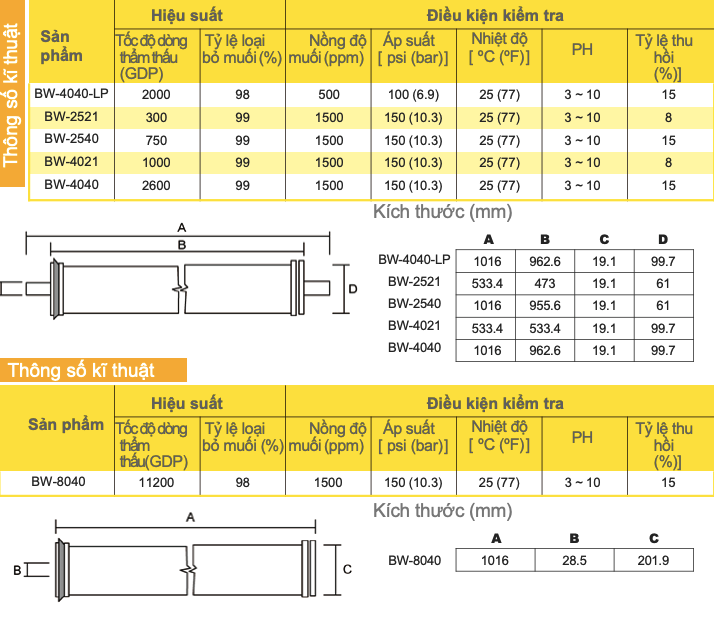 Thông số kĩ thuật
Sản phẩm Hiệu suất Điều kiện kiểm tra
Tốc độ dòng thẩm thấu (GDP) Tỷ lệ loại bỏ muối (%) Nồng độ muối (ppm) Áp suất [ psi (bar)] Nhiệt độ [ ºC (ºF)] PH Tỷ lệ thu hồi (%)]
BW-4040-LP 2000 98 500 100 (6.9) 25 (77) 3 ~ 10 15
BW-2521 300 99 1500 150 (10.3) 25 (77) 3 ~ 10 8
BW-2540 750 99 1500 150 (10.3) 25 (77) 3 ~ 10 15
BW-4021 1000 99 1500 150 (10.3) 25 (77) 3 ~ 10 8
BW-4040 2600 99 1500 150 (10.3) 25 (77) 3 ~ 10 15
Kích thước (mm)
A
B
D
A B C D
BW-4040-LP 1016 962.6 19.1 99.7
BW-2521 533.4 473 19.1 61
BW-2540 1016 955.6 19.1 61
BW-4021 533.4 533.4 19.1 99.7
BW-4040 1016 962.6 19.1 99.7
Thông số kĩ thuật
Sản phẩm Hiệu suất Điều kiện kiểm tra
Tốc độ dòng thẩm thấu(GDP) Tỷ lệ loại bỏ muối (%) Nồng độ muối (ppm) Áp suất [ psi (bar)] Nhiệt độ [ ºC (ºF)] PH Tỷ lệ thu hồi (%)]
BW-8040 11200 98 1500 150 (10.3) 25 (77) 3 ~ 10 15
Kích thước (mm)
A
B
C
A B C
BW-8040 1016 28.5 201.9